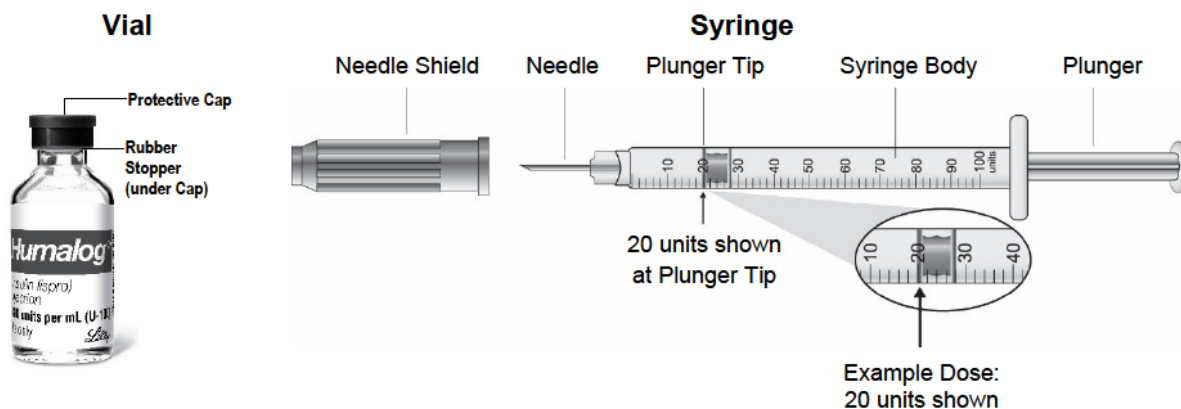 Vial
Protective Cap
Rubber
Stopper
(under Cap)
Humalog
lispro)
units per mL (U-100)
only
Lilly
Syringe
Needle Shield
Needle
Plunger Tip
Syringe Body
Plunger
10 20 30 40 50 60 70 80 90 100
units
20 units shown
at Plunger Tip
10 20 30 40
Example Dose:
20 units shown